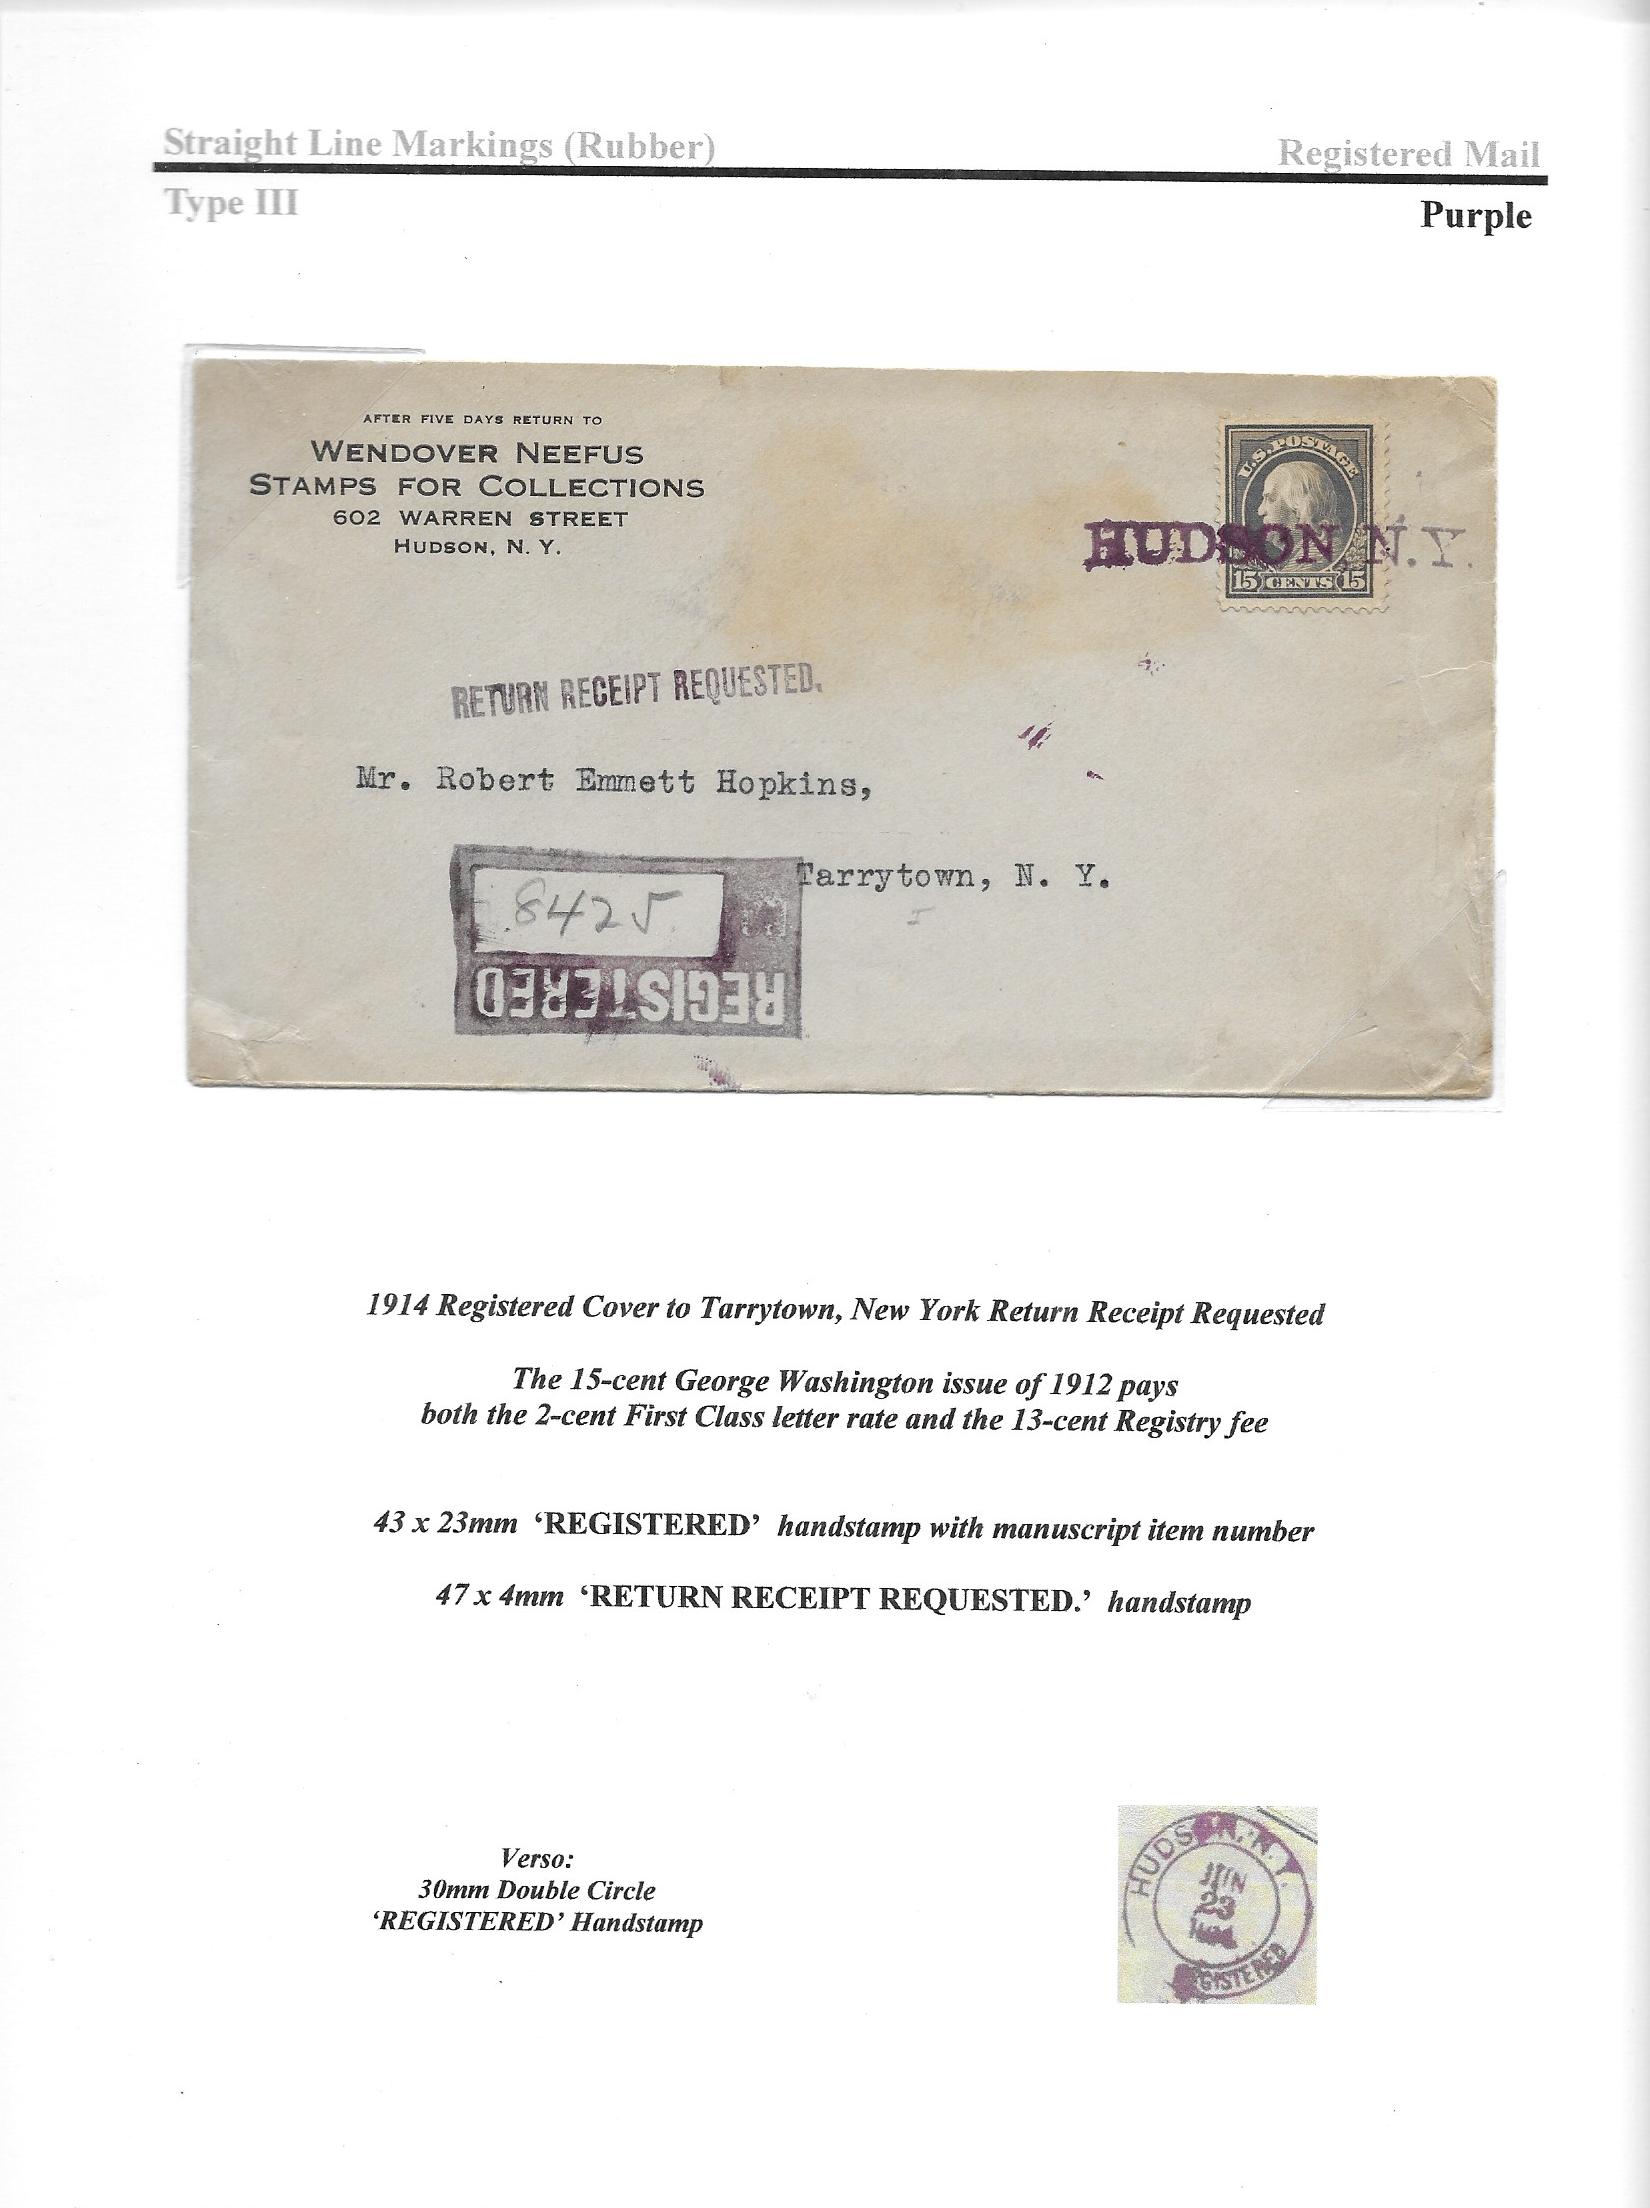 Straight Line Markings (Rubber)
Registered Mail
Type III
Purple
AFTER FIVE DAYS RETURN TO
WENDOVER NEEFUS
STAMPS FOR COLLECTIONS
602 WARREN STREET
HUDSON, N. Y.
U.S. POSTAGE
HUDSON, N.Y.
15 CENTS 15
RETURN RECEIPT REQUESTED.
Mr. Robert Emmett Hopkins,
Tarrytown, N. Y.
8425
REGISTERED
1914 Registered Cover to Tarrytown, New York Return Receipt Requested
The 15-cent George Washington issue of 1912 pays
both the 2-cent First Class letter rate and the 13-cent Registry fee
43 x 23mm ‘REGISTERED’ handstamp with manuscript item number
47 x 4mm ‘RETURN RECEIPT REQUESTED.’ handstamp
Verso:
30mm Double Circle
‘REGISTERED’ Handstamp
HUDSON, N.Y.
JUN
23
REGISTERED